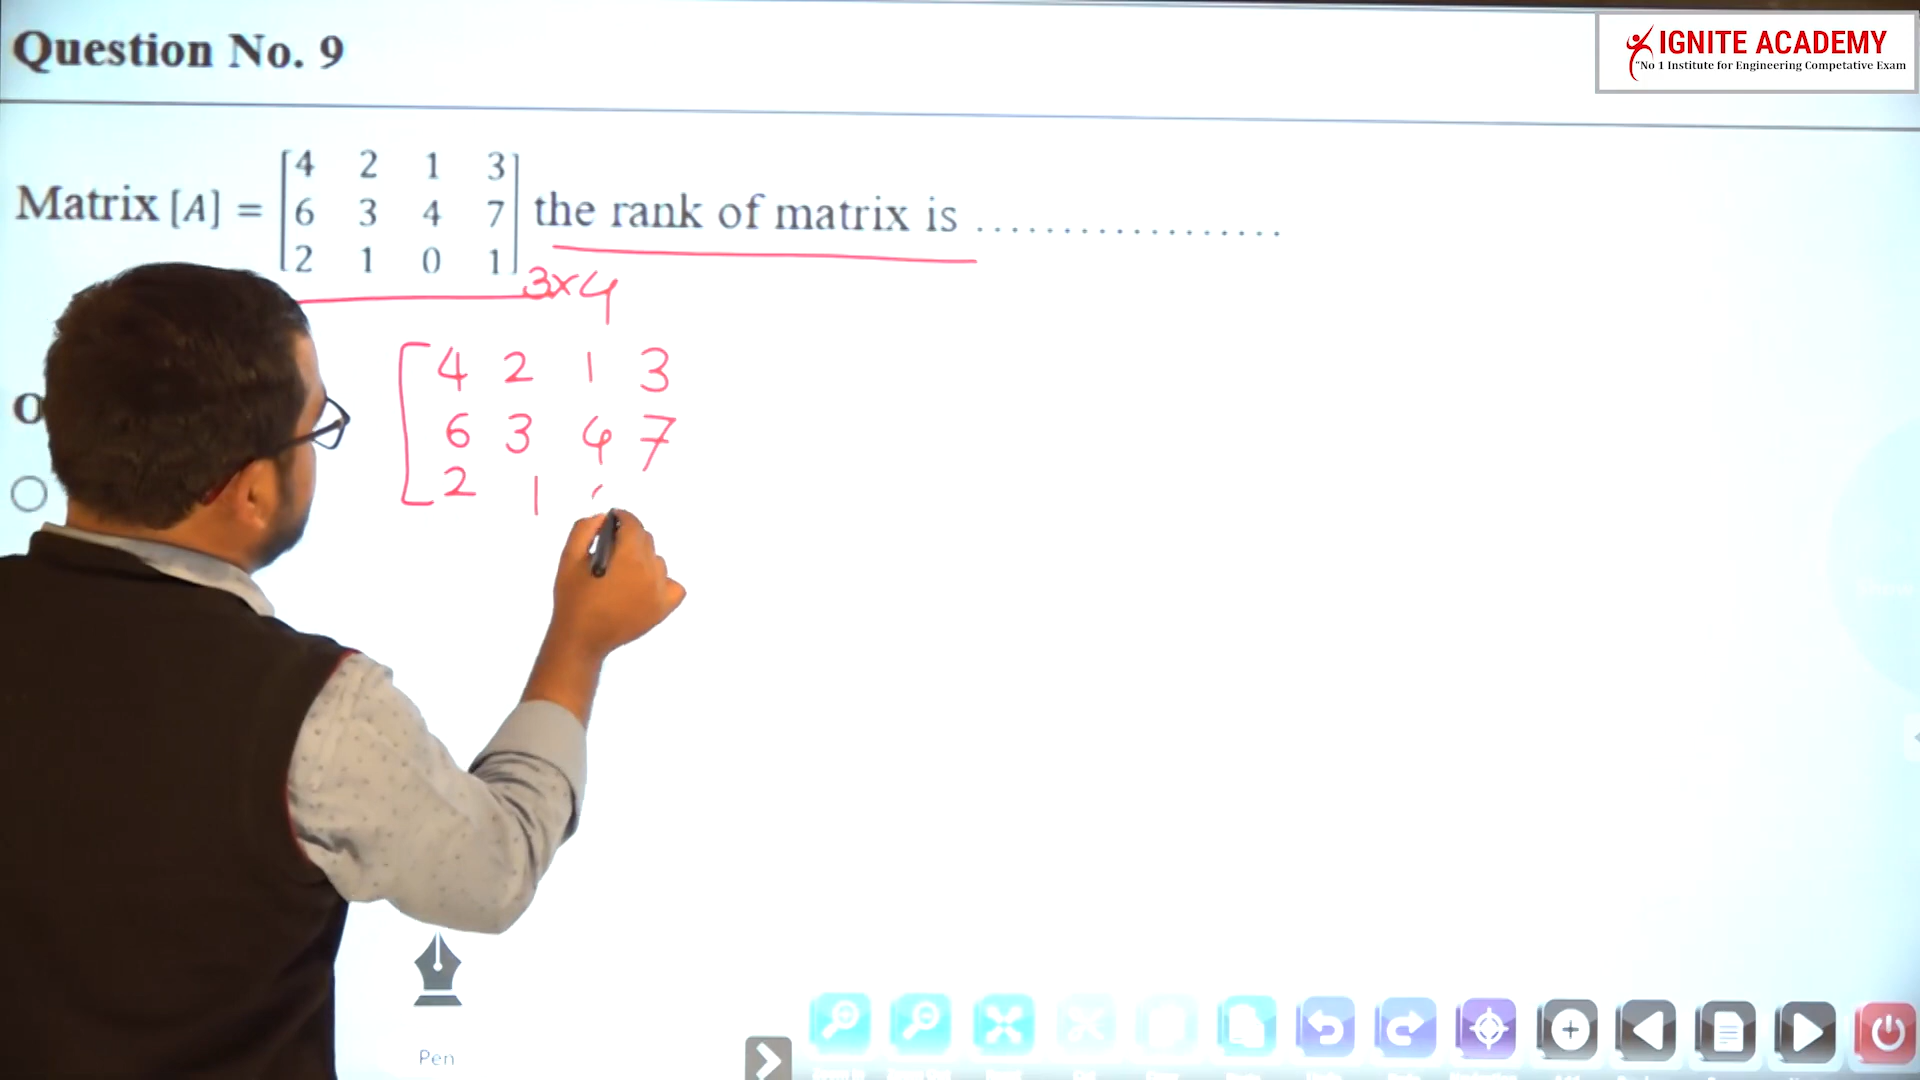 Question No. 9
IGNITE ACADEMY
"No 1 Institute for Engineering Competative Exam
4 2 1 3
Matrix [A] = 6 3 4 7 the rank of matrix is ..................
2 1 0 1
3x4
4 2 1 3
6 3 4 7
2 1
Pen